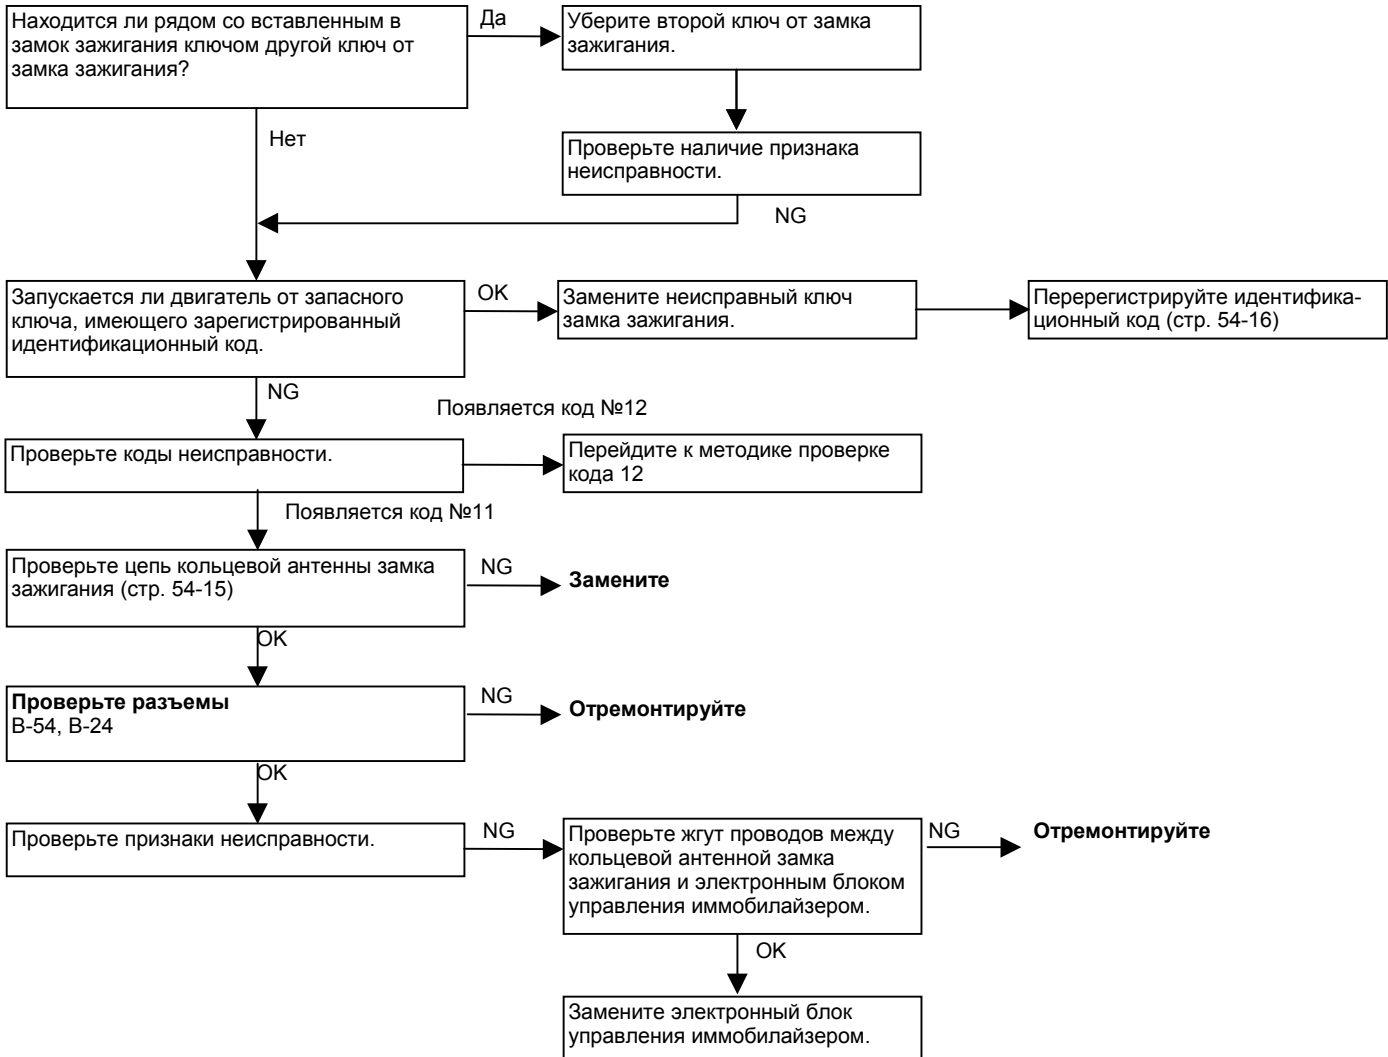 Находится ли рядом со вставленным в
замок зажигания ключом другой ключ от
замка зажигания?
Да
Уберите второй ключ от замка
зажигания.
Нет
Проверьте наличие признака
неисправности.
NG
Запускается ли двигатель от запасного
ключа, имеющего зарегистрированный
идентификационный код.
OK
Замените неисправный ключ
замка зажигания.
Перерегистрируйте идентифика-
ционный код (стр. 54-16)
NG
Появляется код №12
Проверьте коды неисправности.
Перейдите к методике проверке
кода 12
Появляется код №11
Проверьте цепь кольцевой антенны замка
зажигания (стр. 54-15)
NG
Замените
OK
Проверьте разъемы
B-54, B-24
NG
Отремонтируйте
OK
Проверьте признаки неисправности.
NG
Проверьте жгут проводов между
кольцевой антенной замка
зажигания и электронным блоком
управления иммобилайзером.
NG
Отремонтируйте
OK
Замените электронный блок
управления иммобилайзером.